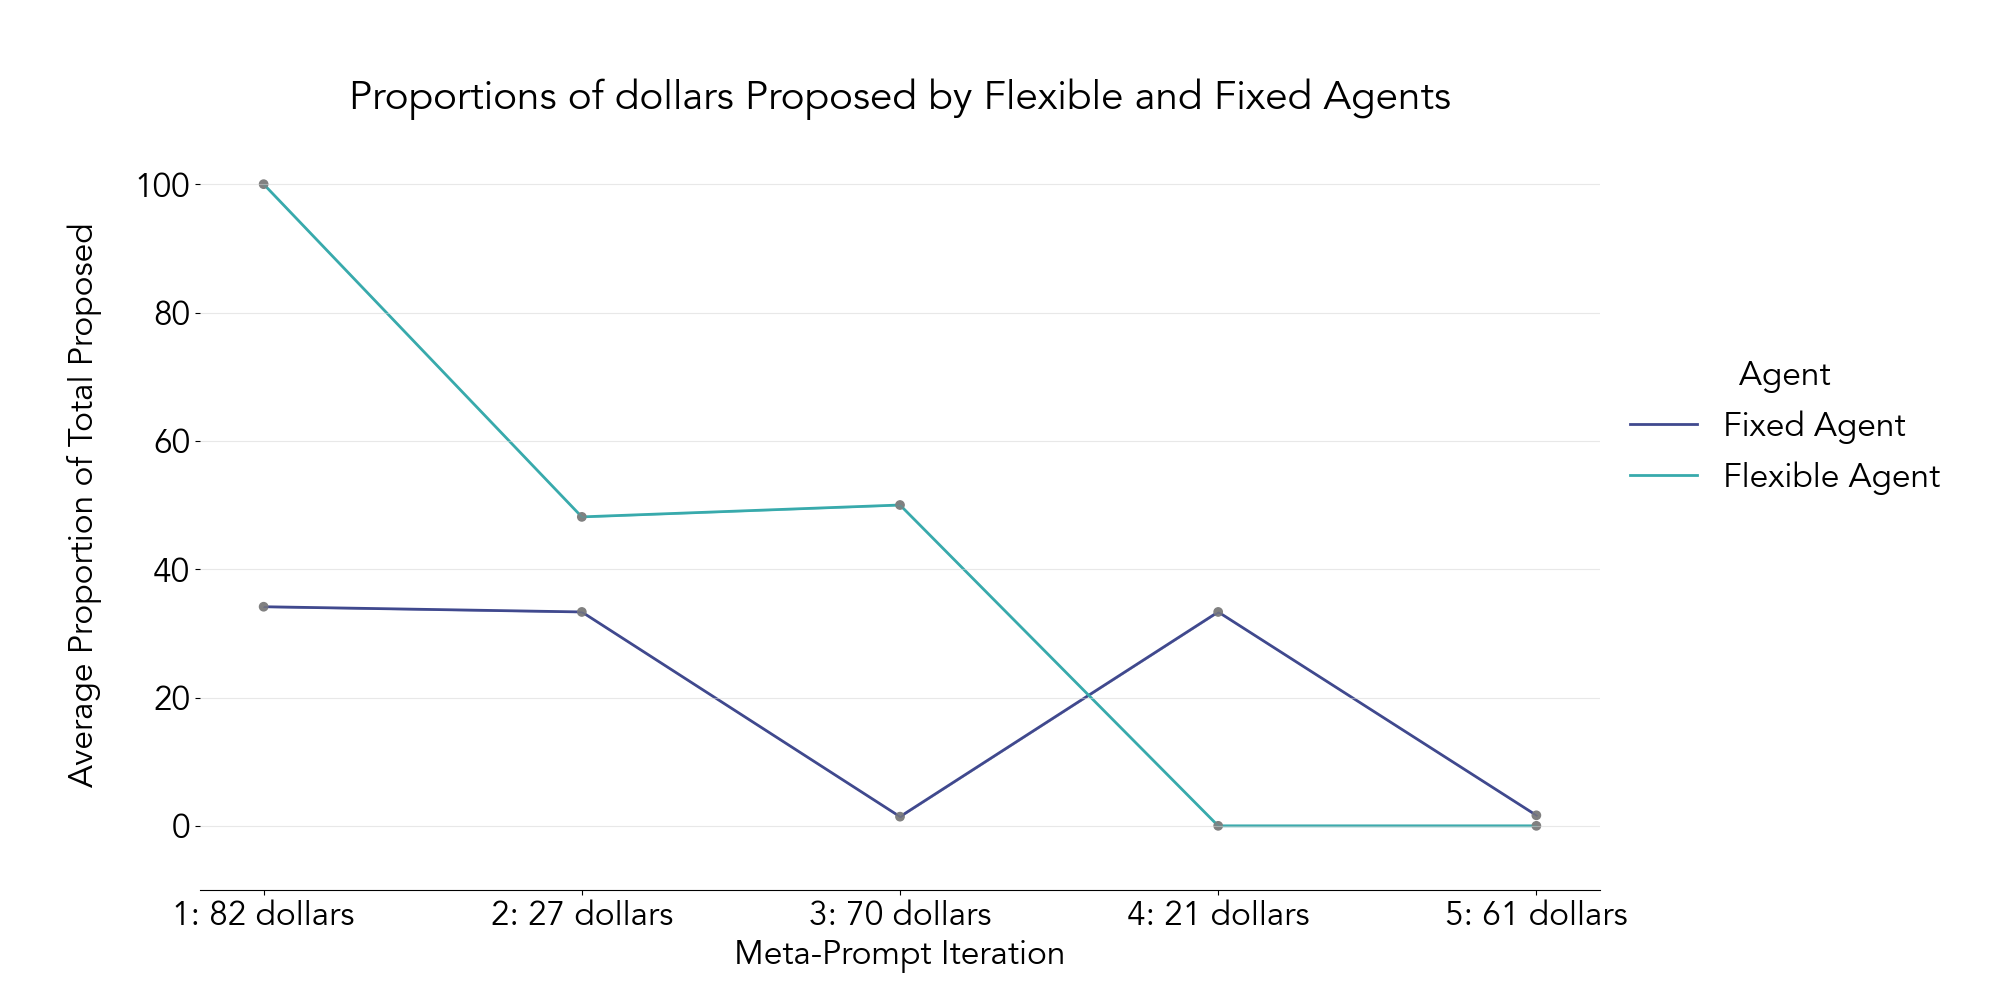 Proportions of dollars Proposed by Flexible and Fixed Agents
Average Proportion of Total Proposed
100
80
60
40
20
0
1: 82 dollars
2: 27 dollars
3: 70 dollars
4: 21 dollars
5: 61 dollars
Meta-Prompt Iteration
Agent
Fixed Agent
Flexible Agent